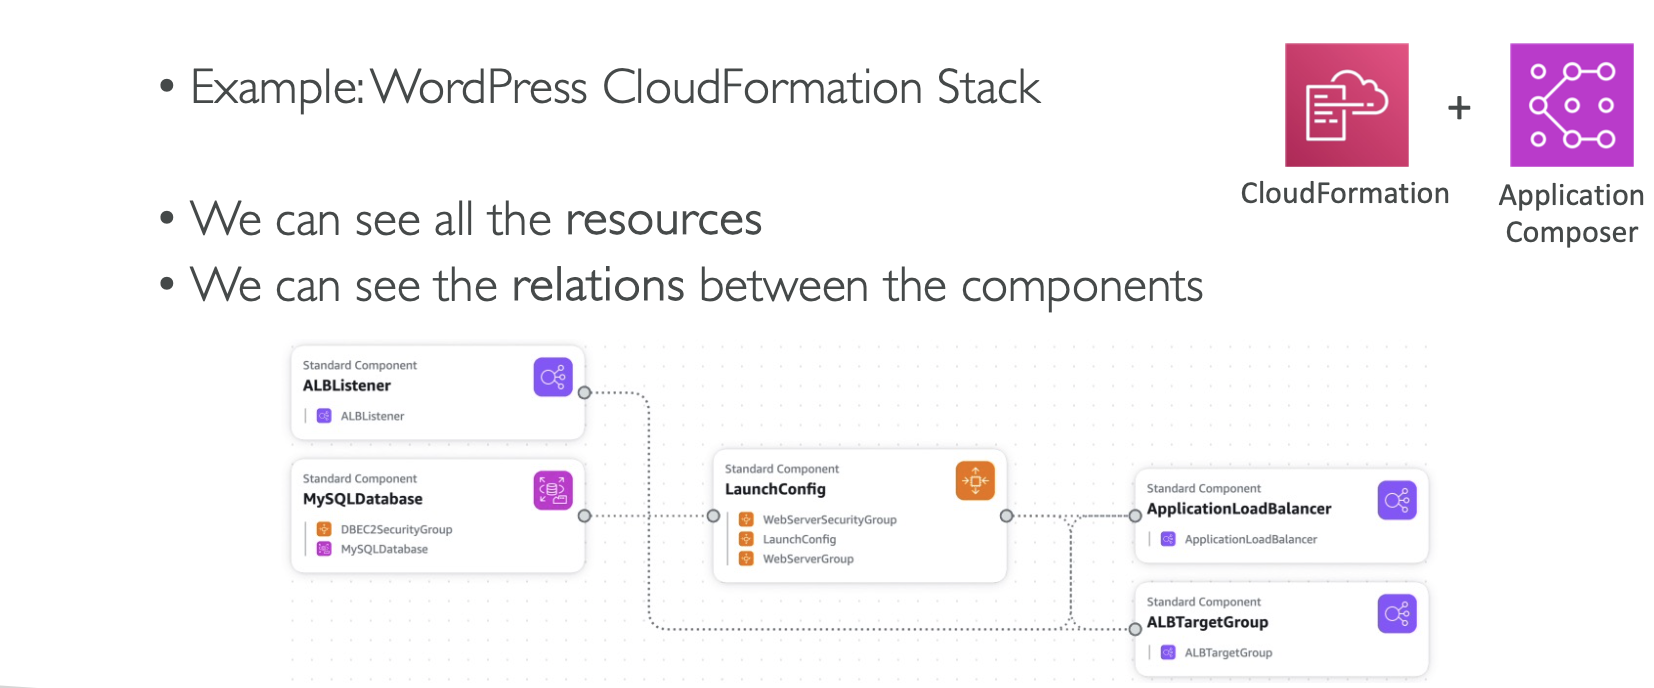 • Example: WordPress CloudFormation Stack
+
CloudFormation
Application
Composer
• We can see all the resources
• We can see the relations between the components
Standard Component
ALBListener
ALBListener
Standard Component
MySQLDatabase
DBEC2SecurityGroup
MySQLDatabase
Standard Component
LaunchConfig
WebServerSecurityGroup
LaunchConfig
WebServerGroup
Standard Component
ApplicationLoadBalancer
ApplicationLoadBalancer
Standard Component
ALBTargetGroup
ALBTargetGroup